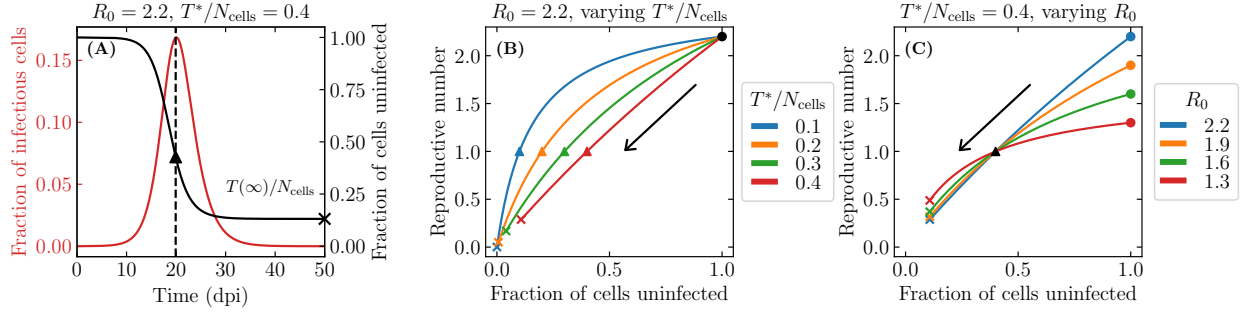 R₀ = 2.2, T*/N_cells = 0.4
(A)
Fraction of infectious cells
0.15
0.10
0.05
0.00
1.00
0.75
0.50
0.25
0.00
Fraction of cells uninfected
T(∞)/N_cells
0 10 20 30 40 50
Time (dpi)
R₀ = 2.2, varying T*/N_cells
(B)
Reproductive number
2.0
1.5
1.0
0.5
0.0
0.0 0.5 1.0
Fraction of cells uninfected
T*/N_cells
0.1
0.2
0.3
0.4
T*/N_cells = 0.4, varying R₀
(C)
Reproductive number
2.0
1.5
1.0
0.5
0.0
0.0 0.5 1.0
Fraction of cells uninfected
R₀
2.2
1.9
1.6
1.3